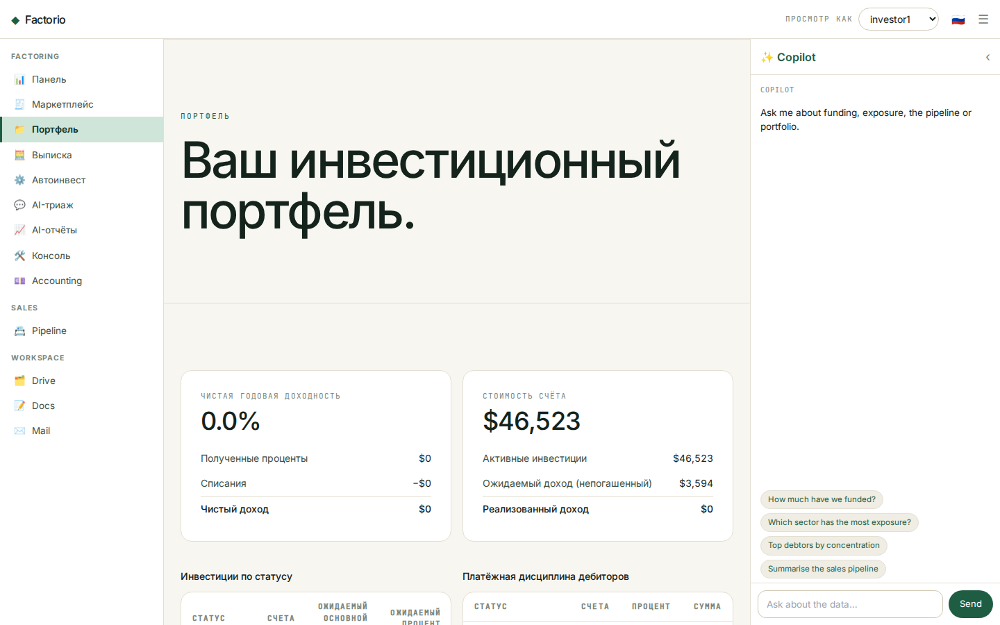 Factorio
ПРОСМОТР КАК
investor1
FACTORING
Панель
Маркетплейс
Портфель
Выписка
Автоинвест
AI-триаж
AI-отчёты
Консоль
Accounting
SALES
Pipeline
WORKSPACE
Drive
Docs
Mail
ПОРТФЕЛЬ
Ваш инвестиционный
портфель.
ЧИСТАЯ ГОДОВАЯ ДОХОДНОСТЬ
0.0%
Полученные проценты $0
Списания −$0
Чистый доход $0
СТОИМОСТЬ СЧЁТА
$46,523
Активные инвестиции $46,523
Ожидаемый доход (непогашенный) $3,594
Реализованный доход $0
Инвестиции по статусу
СТАТУС СЧЕТА ОЖИДАЕМЫЙ ОСНОВНОЙ ОЖИДАЕМЫЙ ПРОЦЕНТ
Платёжная дисциплина дебиторов
СТАТУС СЧЕТА ПРОЦЕНТ СУММА
✨ Copilot
COPILOT
Ask me about funding, exposure, the pipeline or
portfolio.
How much have we funded?
Which sector has the most exposure?
Top debtors by concentration
Summarise the sales pipeline
Ask about the data...
Send